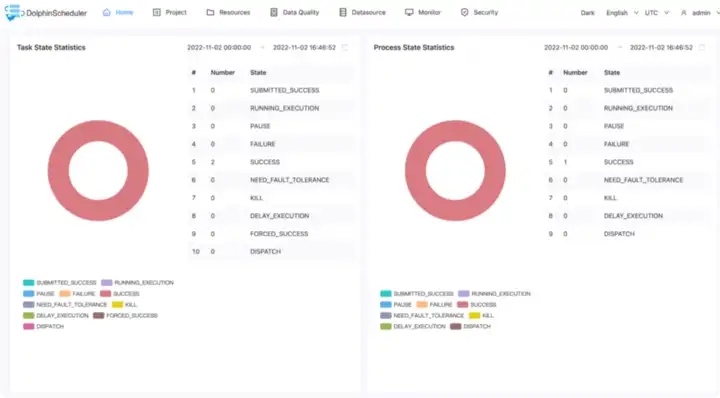 DolphinScheduler Home Project Resources Data Quality Datasource Monitor Security Dark English UTC admin
Task State Statistics 2022-11-02 00:00:00 2022-11-02 16:46:52
# Number State
1 0 SUBMITTED_SUCCESS
2 0 RUNNING_EXECUTION
3 0 PAUSE
4 0 FAILURE
5 2 SUCCESS
6 0 NEED_FAULT_TOLERANCE
7 0 KILL
8 0 DELAY_EXECUTION
9 0 FORCED_SUCCESS
10 0 DISPATCH
SUBMITTED_SUCCESS RUNNING_EXECUTION
PAUSE FAILURE SUCCESS
NEED_FAULT_TOLERANCE KILL
DELAY_EXECUTION FORCED_SUCCESS
DISPATCH
Process State Statistics 2022-11-02 00:00:00 2022-11-02 16:46:52
# Number State
1 0 SUBMITTED_SUCCESS
2 0 RUNNING_EXECUTION
3 0 PAUSE
4 0 FAILURE
5 1 SUCCESS
6 0 NEED_FAULT_TOLERANCE
7 0 KILL
8 0 DELAY_EXECUTION
9 0 DISPATCH
SUBMITTED_SUCCESS RUNNING_EXECUTION
PAUSE FAILURE SUCCESS
NEED_FAULT_TOLERANCE KILL
DELAY_EXECUTION DISPATCH